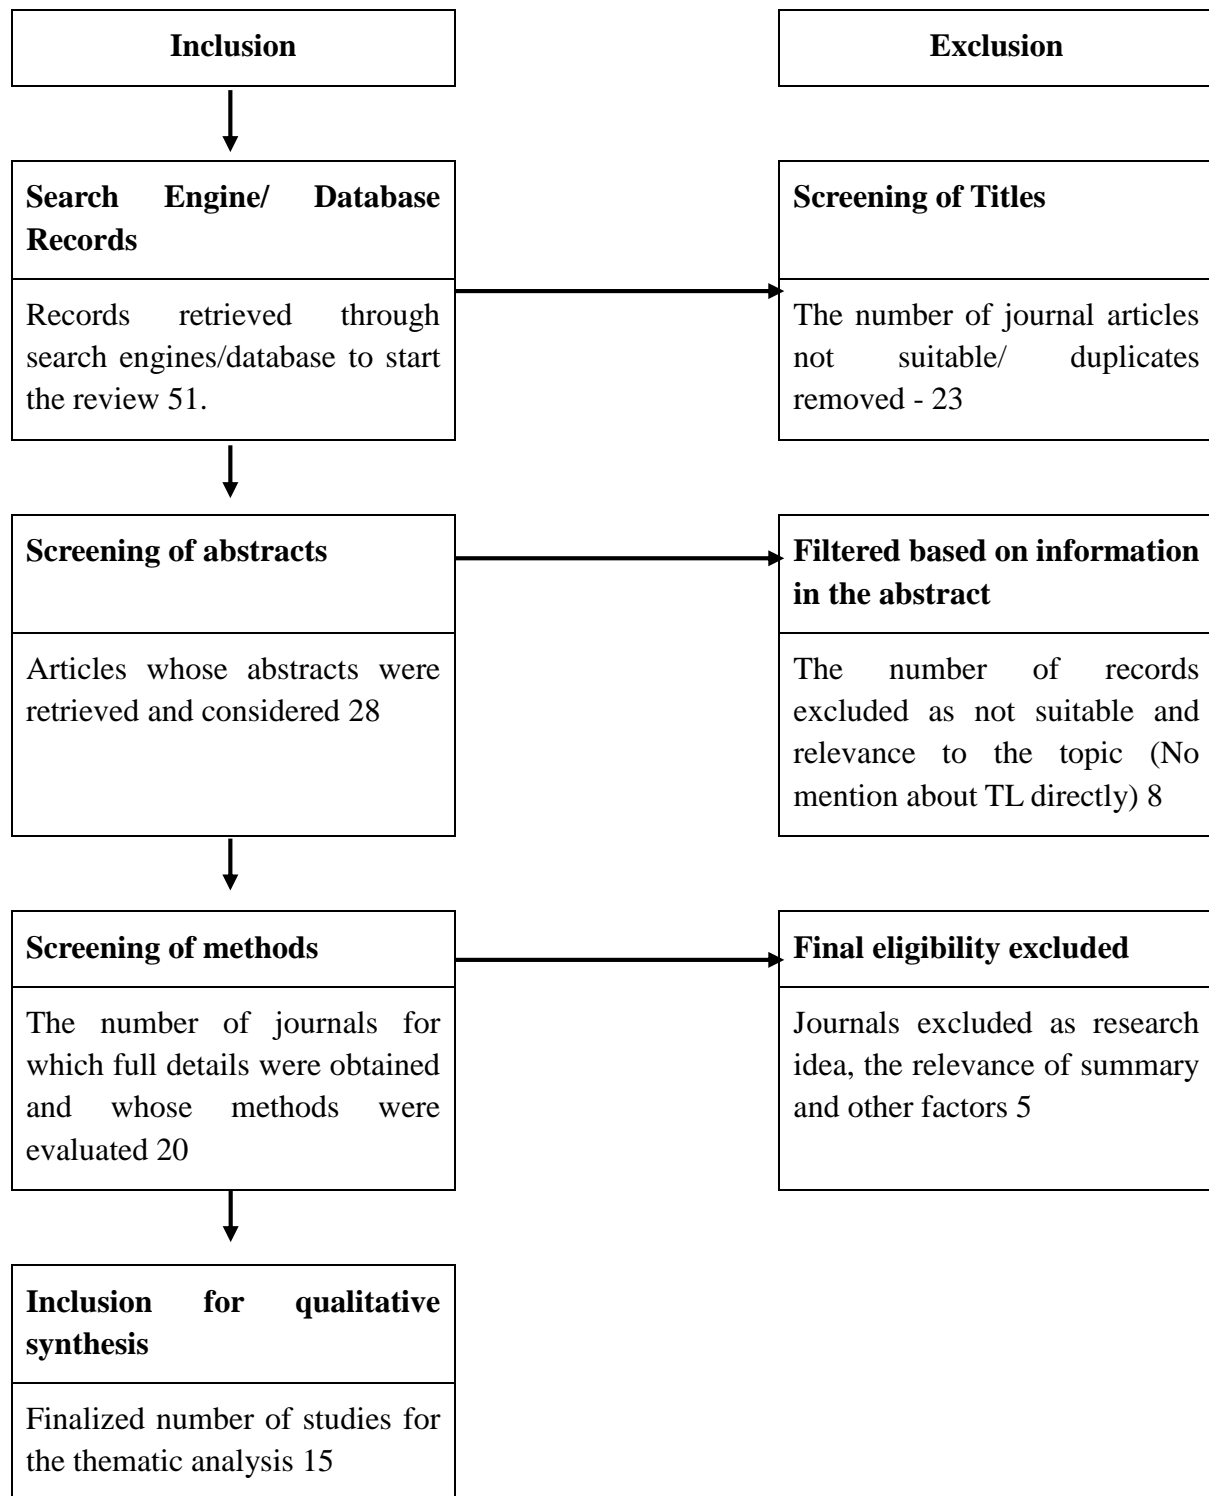 Inclusion
Exclusion
Search Engine/ Database
Records
Records retrieved through
search engines/database to start
the review 51.
Screening of Titles
The number of journal articles
not suitable/ duplicates
removed - 23
Screening of abstracts
Articles whose abstracts were
retrieved and considered 28
Filtered based on information
in the abstract
The number of records
excluded as not suitable and
relevance to the topic (No
mention about TL directly) 8
Screening of methods
The number of journals for
which full details were obtained
and whose methods were
evaluated 20
Final eligibility excluded
Journals excluded as research
idea, the relevance of summary
and other factors 5
Inclusion for qualitative
synthesis
Finalized number of studies for
the thematic analysis 15